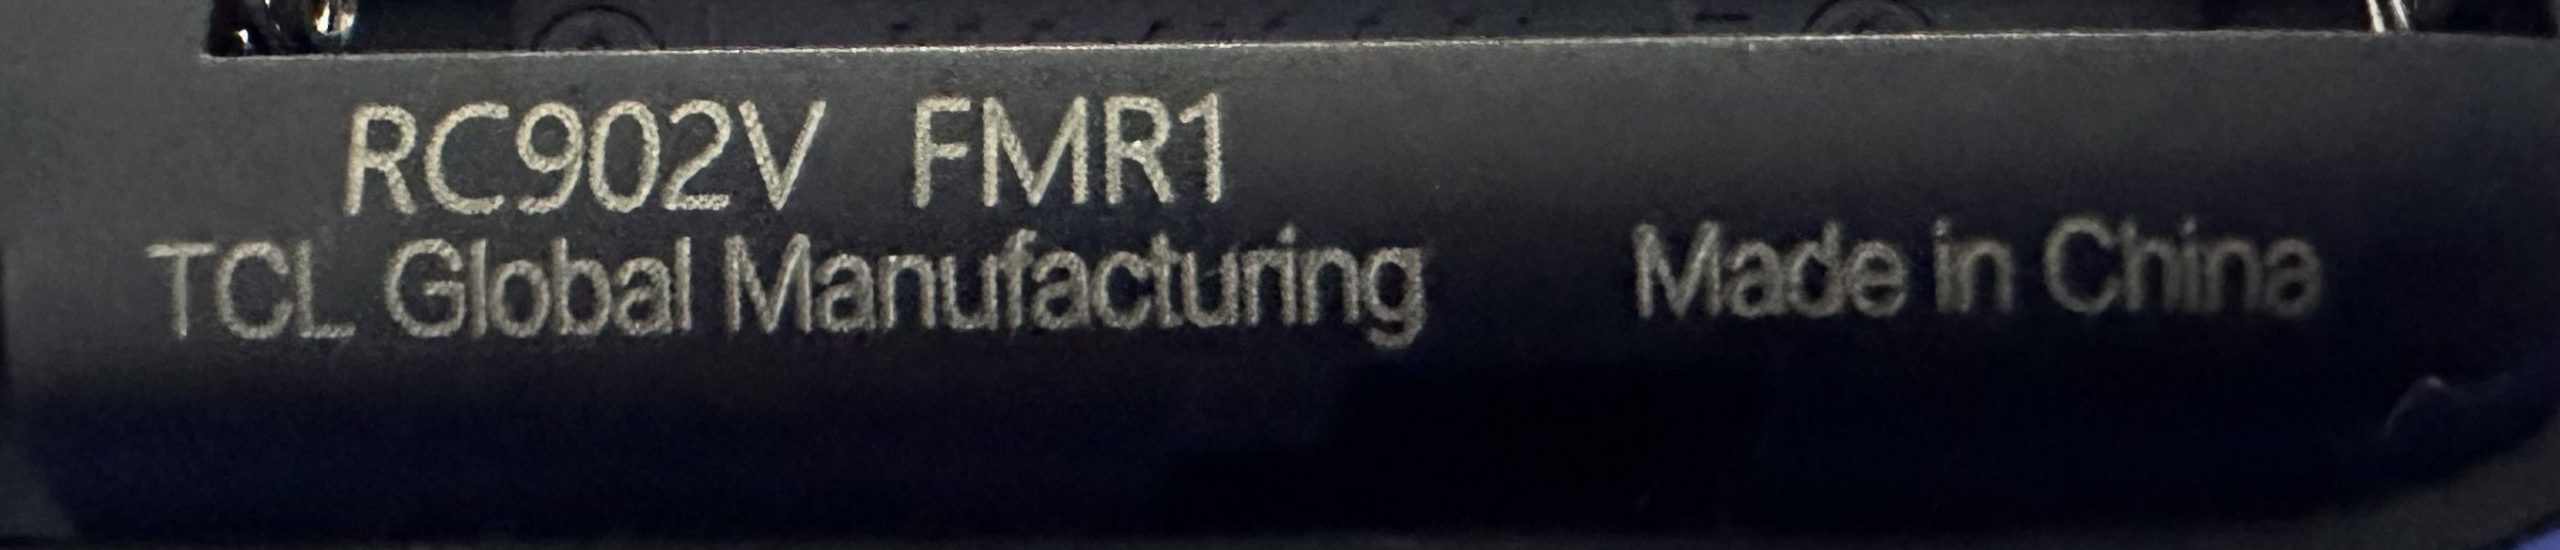 RC902V FMR1
TCL Global Manufacturing
Made in China